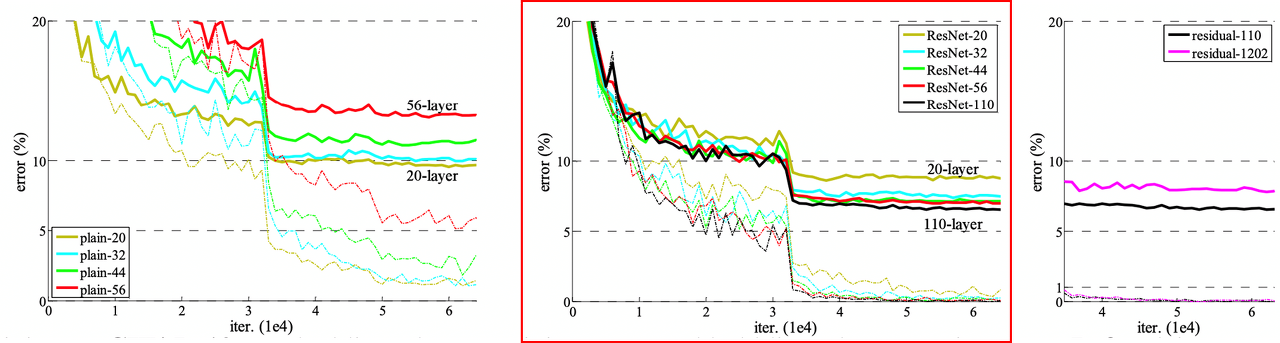 20
15
10
5
0
error (%)
0
1
2
3
4
5
6
iter. (1e4)
56-layer
20-layer
plain-20
plain-32
plain-44
plain-56
20
10
5
0
error (%)
0
1
2
3
4
5
6
iter. (1e4)
ResNet-20
ResNet-32
ResNet-44
ResNet-56
ResNet-110
20-layer
110-layer
20
10
5
1
0
error (%)
4
5
6
iter. (1e4)
residual-110
residual-1202